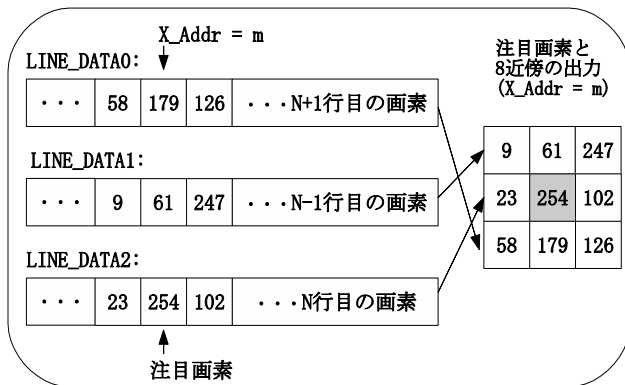 X_Addr = m
LINE_DATA0:
··· 58 179 126 ···N+1行目の画素
LINE_DATA1:
··· 9 61 247 ···N-1行目の画素
LINE_DATA2:
··· 23 254 102 ···N行目の画素
注目画素
注目画素と
8近傍の出力
(X_Addr = m)
9 61 247
23 254 102
58 179 126